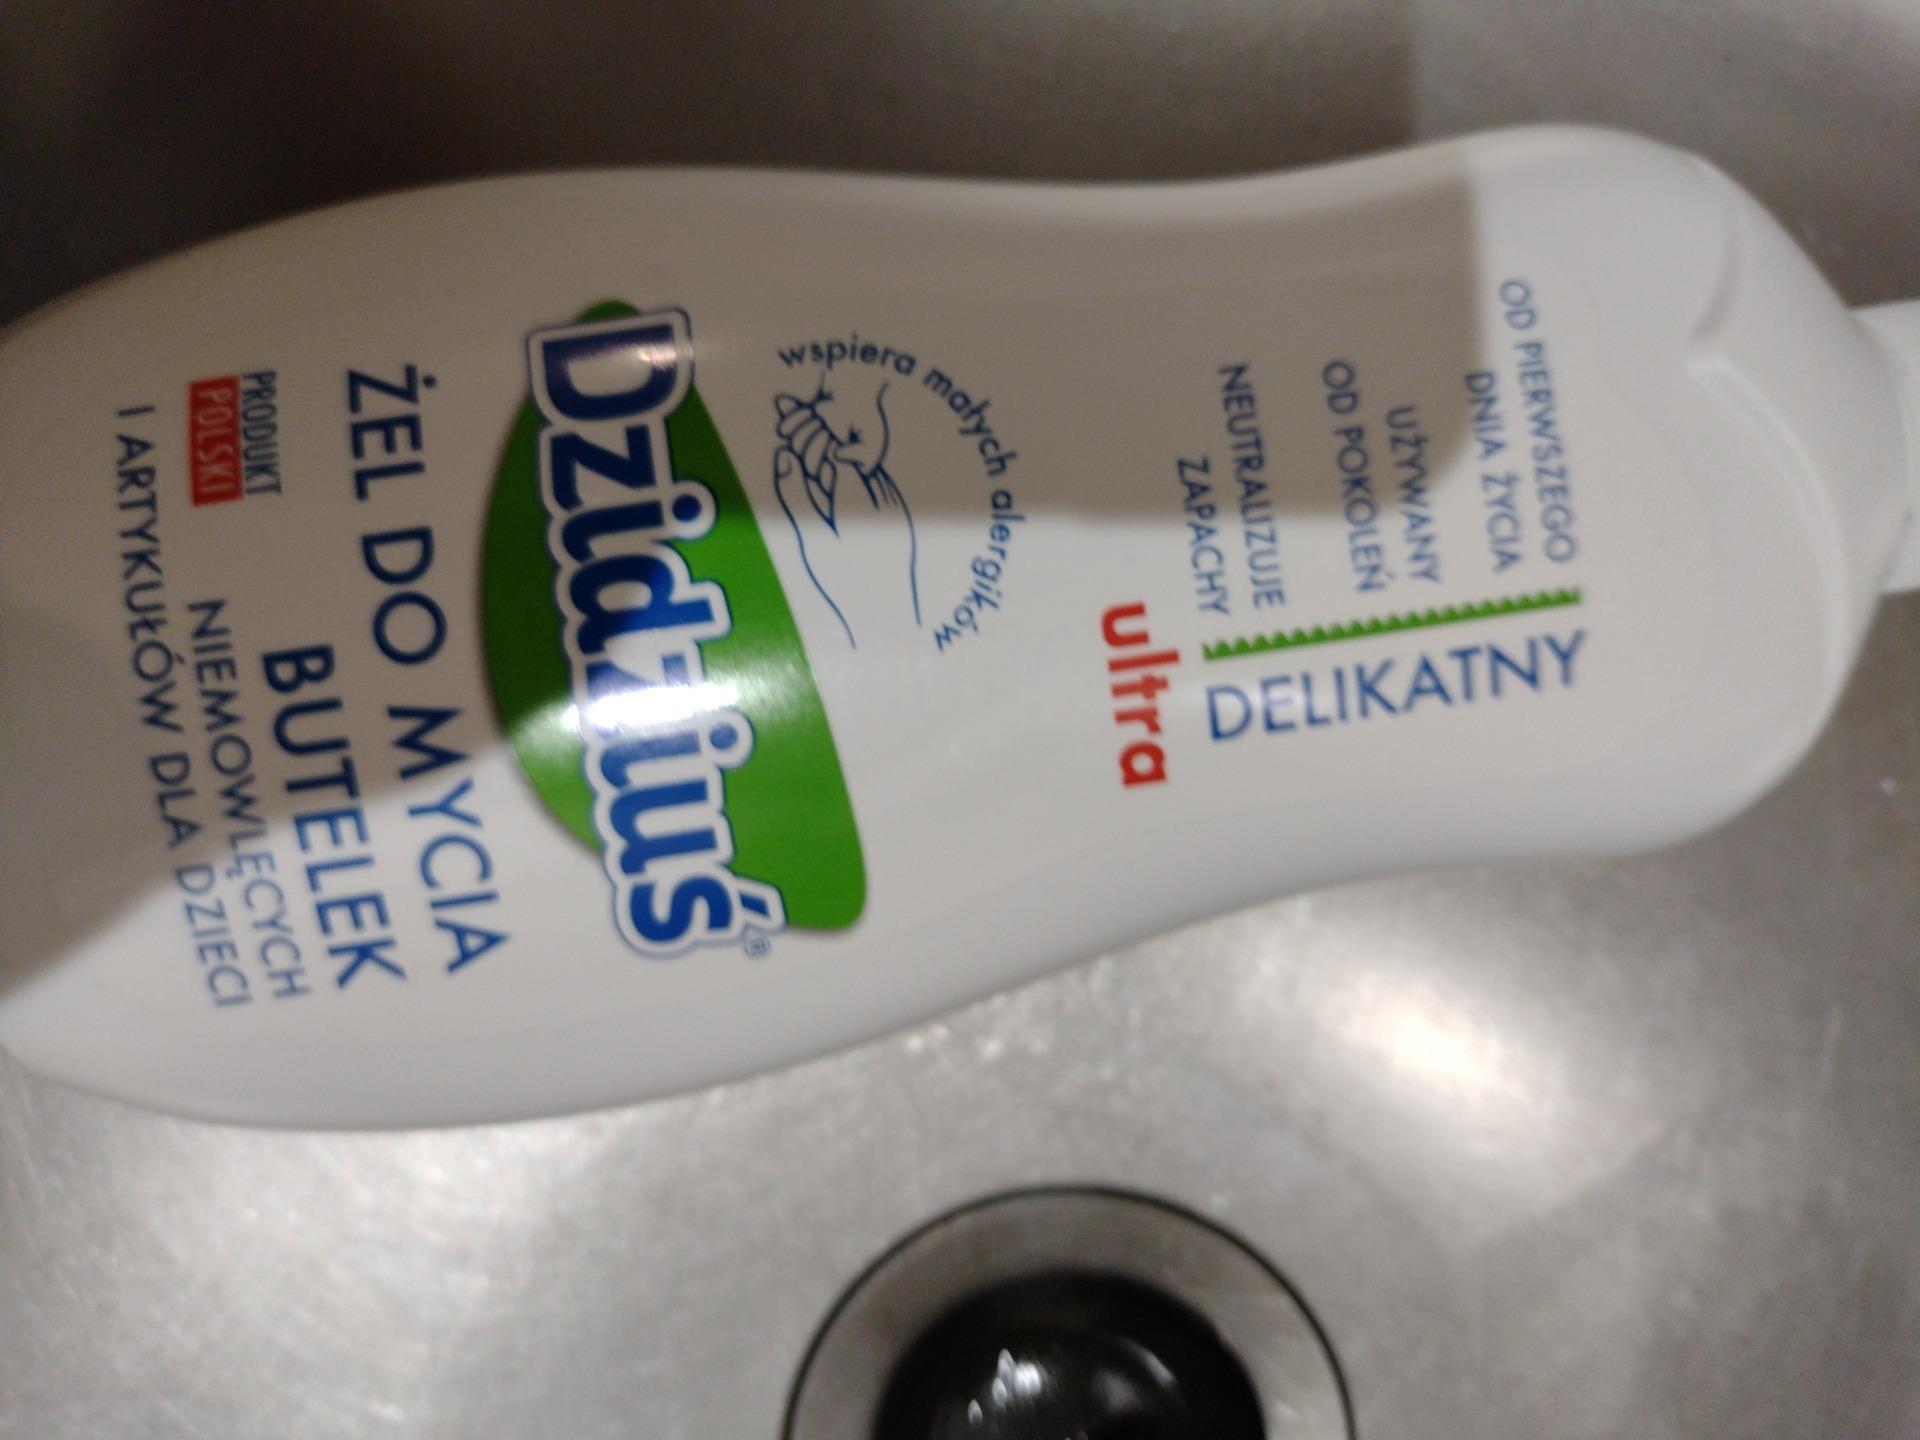 OD PIERWSZEGO
DNIA ŻYCIA
UŻYWANY
OD POKOLEŃ
NEUTRALIZUJE
ZAPACHY
DELIKATNY
ultra
wspiera małych alergików
Dzidziuś®
ŻEL DO MYCIA
BUTELEK
NIEMOWLĘCYCH
I ARTYKUŁÓW DLA DZIECI
PRODUKT
POLSKI